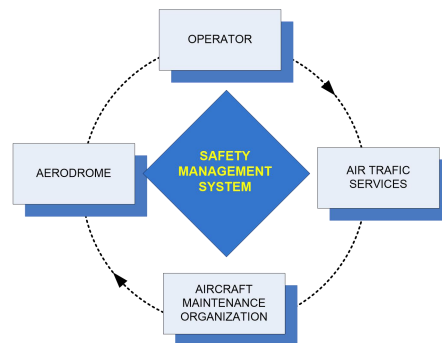 OPERATOR
SAFETY
MANAGEMENT
SYSTEM
AERODROME
AIR TRAFIC
SERVICES
AIRCRAFT
MAINTENANCE
ORGANIZATION